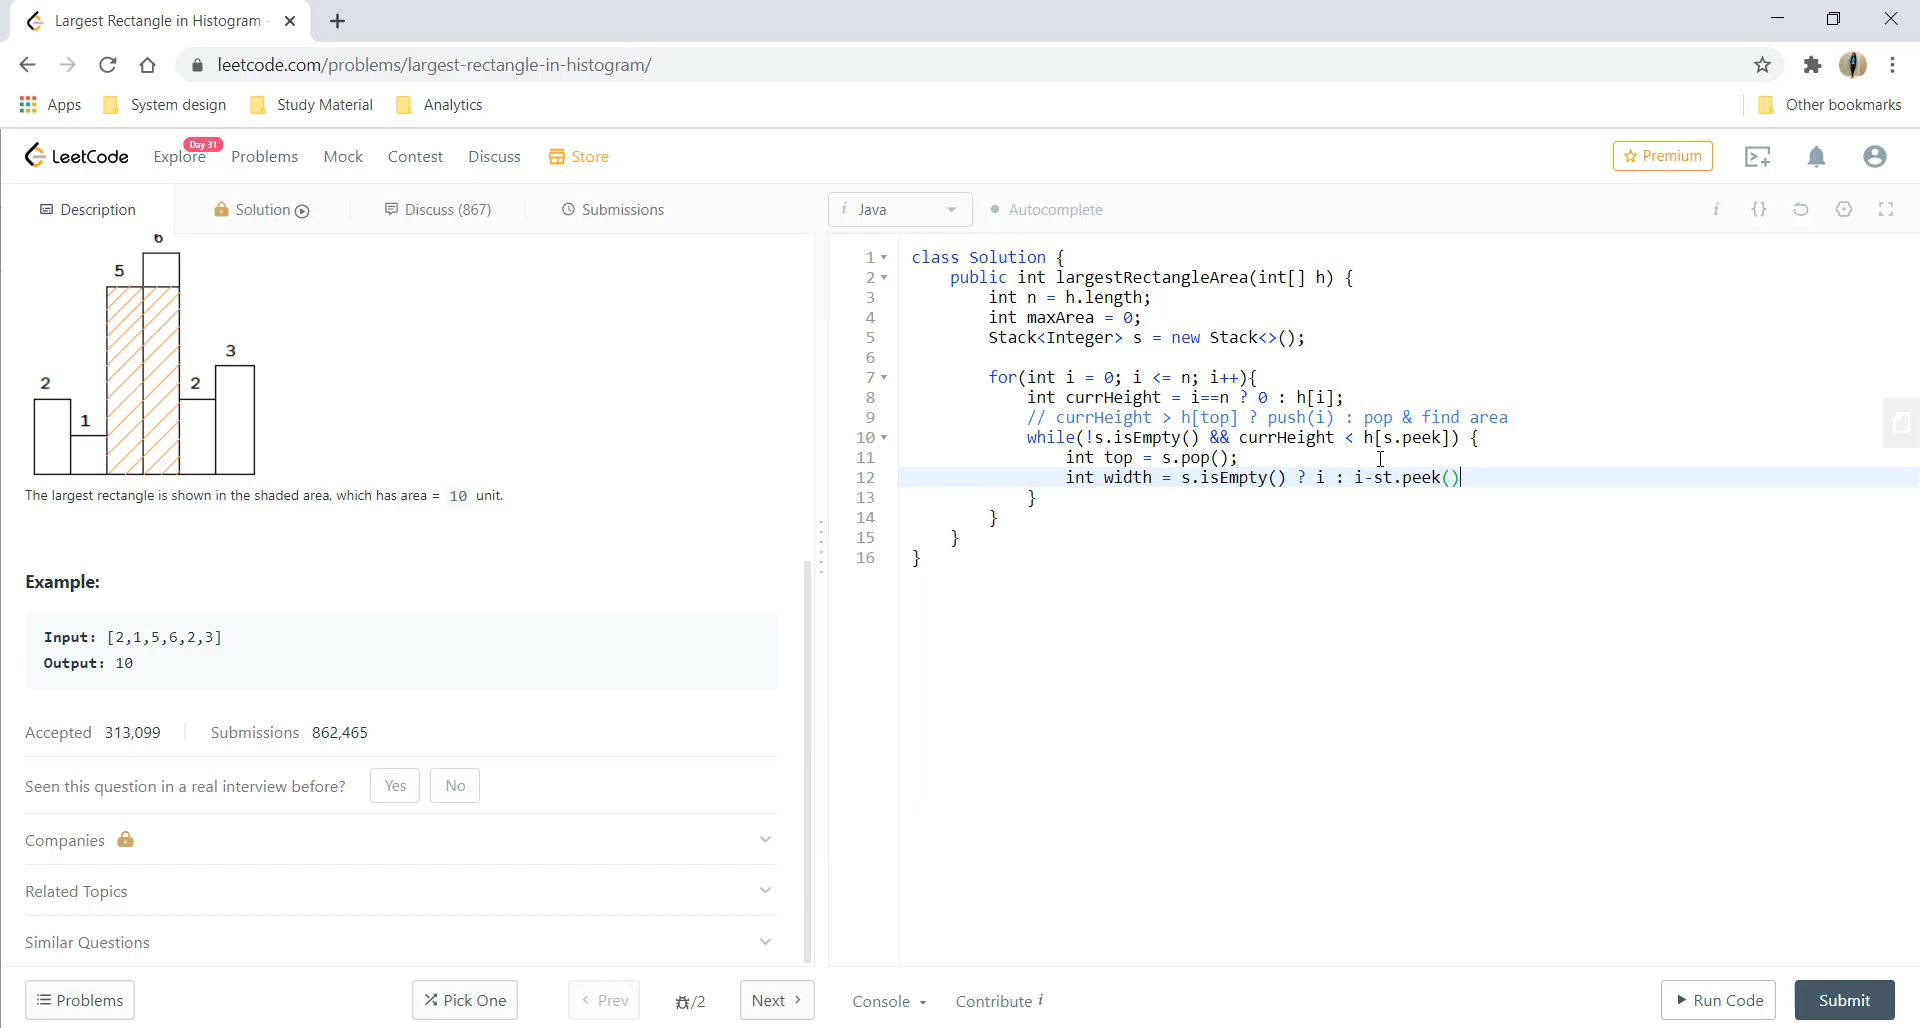 Largest Rectangle in Histogram -
leetcode.com/problems/largest-rectangle-in-histogram/
Apps System design Study Material Analytics Other bookmarks
LeetCode Explore Day 31 Problems Mock Contest Discuss Store Premium
Description Solution Discuss (867) Submissions
i Java Autocomplete i {}
6
5
3
2
2
1
The largest rectangle is shown in the shaded area, which has area = 10 unit.
Example:
Input: [2,1,5,6,2,3]
Output: 10
Accepted 313,099 Submissions 862,465
Seen this question in a real interview before? Yes No
Companies
Related Topics
Similar Questions
Problems Pick One < Prev /2 Next >
1 class Solution {
2 public int largestRectangleArea(int[] h) {
3 int n = h.length;
4 int maxArea = 0;
5 Stack<Integer> s = new Stack<>();
6
7 for(int i = 0; i <= n; i++){
8 int currHeight = i==n ? 0 : h[i];
9 // currHeight > h[top] ? push(i) : pop & find area
10 while(!s.isEmpty() && currHeight < h[s.peek]) {
11 int top = s.pop();
12 int width = s.isEmpty() ? i : i-st.peek()
13 }
14 }
15 }
16 }
Console Contribute i Run Code Submit